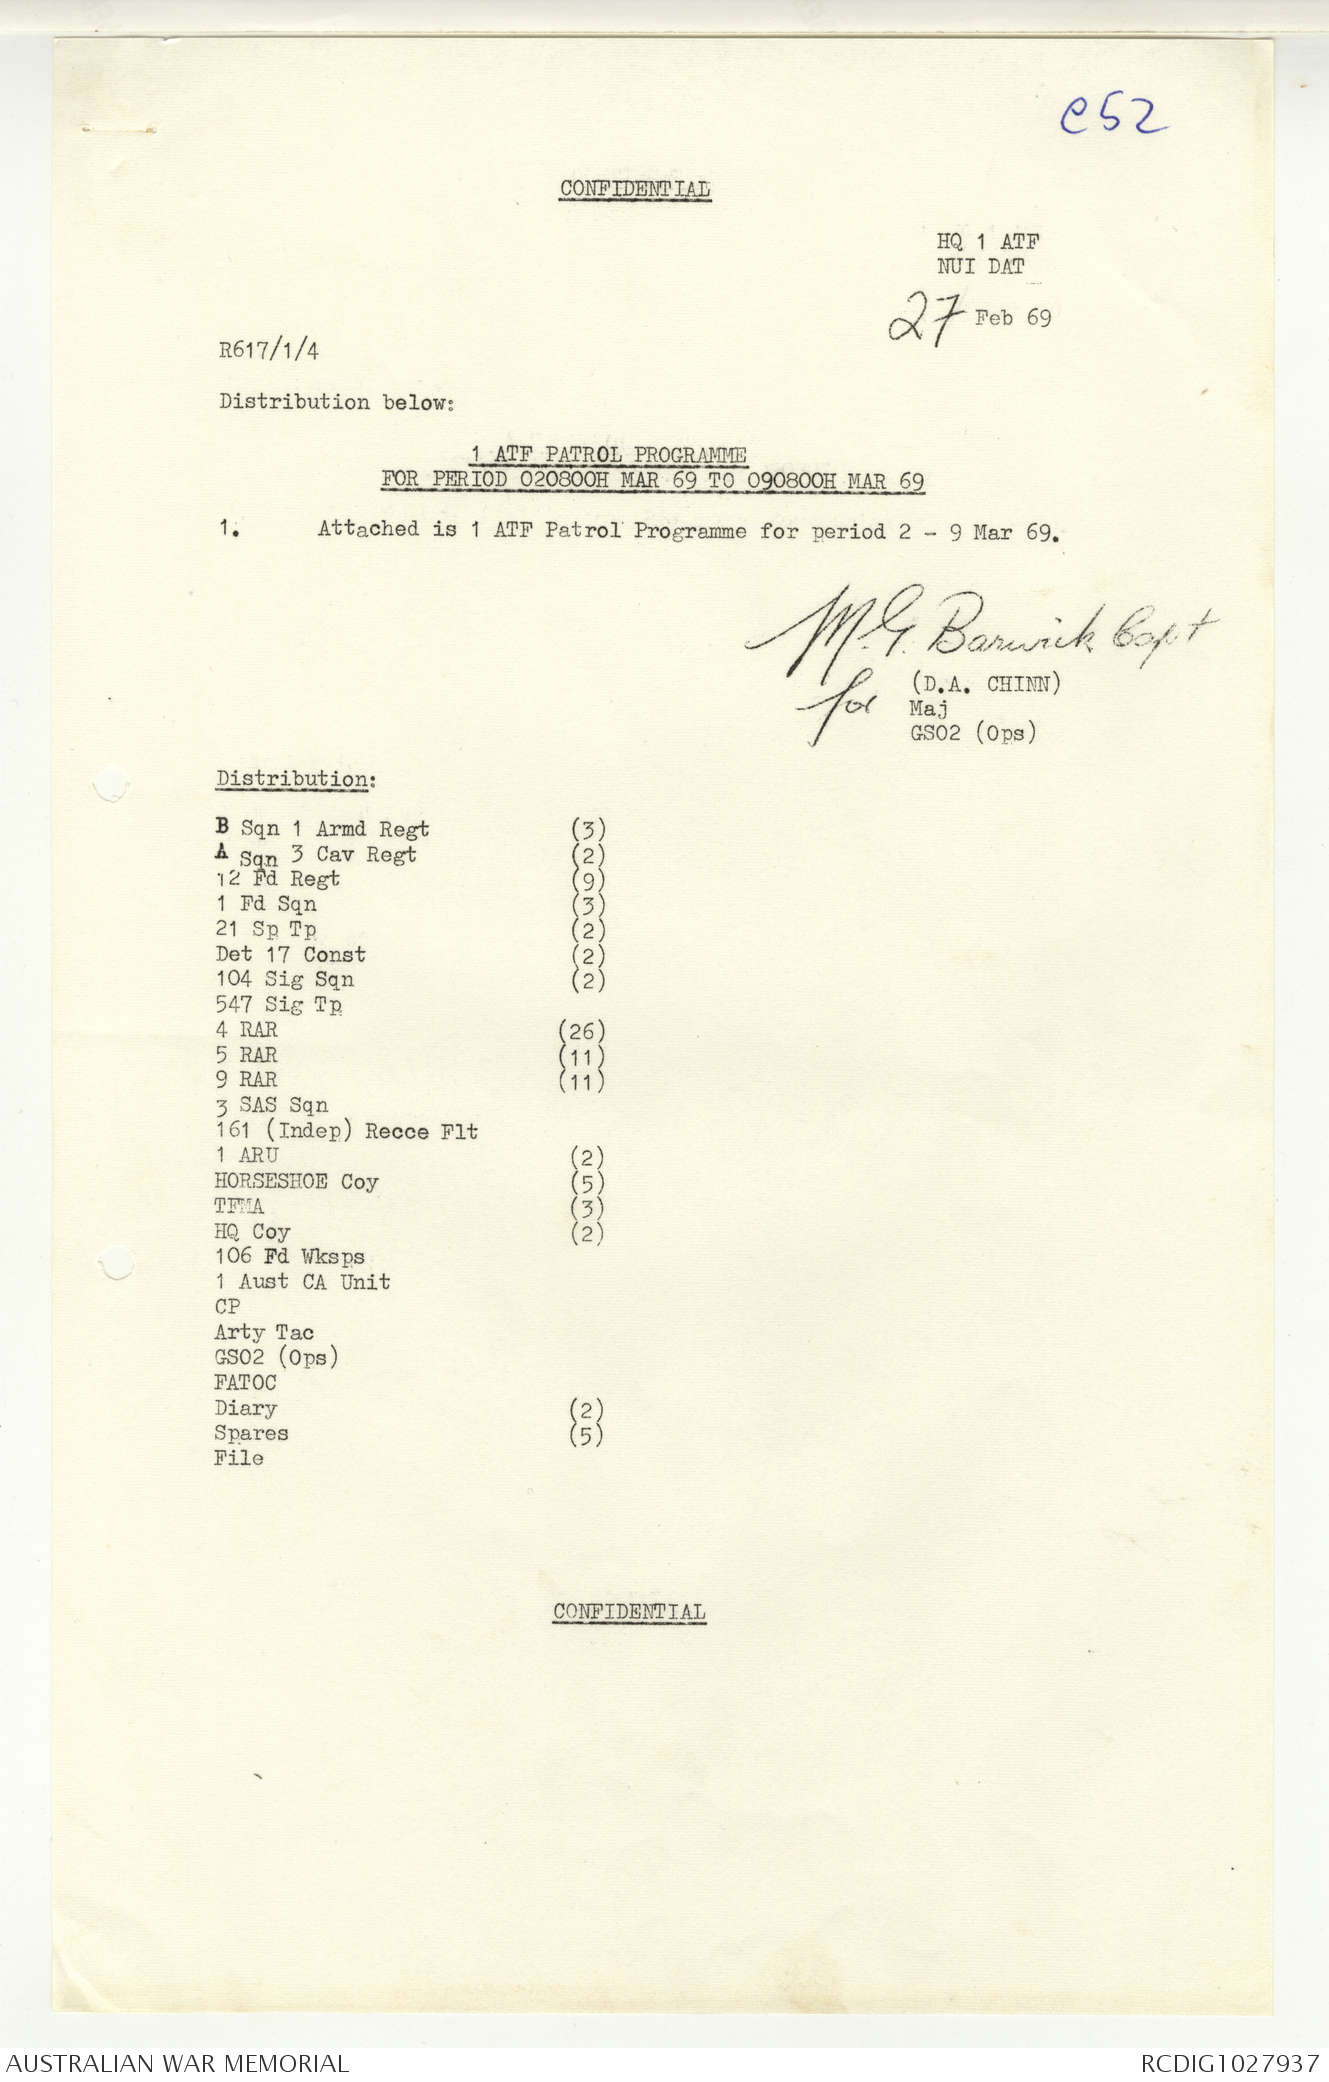 e52
CONFIDENTIAL
HQ 1 ATF
NUI DAT
27 Feb 69
R617/1/4
Distribution below:
1 ATF PATROL PROGRAMME
FOR PERIOD 020800H MAR 69 TO 090800H MAR 69
1. Attached is 1 ATF Patrol Programme for period 2 - 9 Mar 69.
M.G. Barwick Capt
for (D.A. CHINN)
Maj
GSO2 (Ops)
Distribution:
B Sqn 1 Armd Regt (3)
A Sqn 3 Cav Regt (2)
12 Fd Regt (9)
1 Fd Sqn (3)
21 Sp Tp (2)
Det 17 Const (2)
104 Sig Sqn (2)
547 Sig Tp
4 RAR (26)
5 RAR (11)
9 RAR (11)
3 SAS Sqn
161 (Indep) Recce Flt
1 ARU (2)
HORSESHOE Coy (5)
TFMA (3)
HQ Coy (2)
106 Fd Wksps
1 Aust CA Unit
CP
Arty Tac
GSO2 (Ops)
FATOC
Diary (2)
Spares (5)
File
CONFIDENTIAL
AUSTRALIAN WAR MEMORIAL
RCDIG1027937